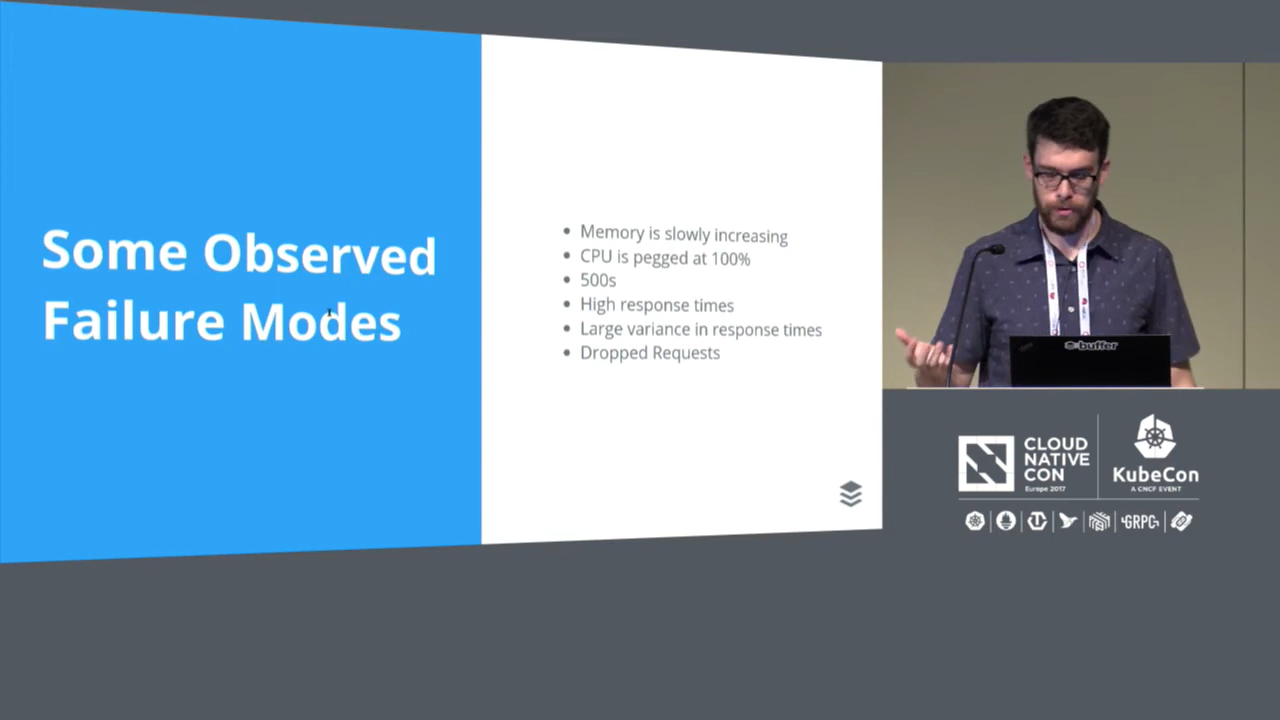 Some Observed
Failure Modes
Memory is slowly increasing
CPU is pegged at 100%
500s
High response times
Large variance in response times
Dropped Requests
buffer
CLOUD
NATIVE
CON
Europe 2017
KubeCon
A CNCF EVENT
GRPC